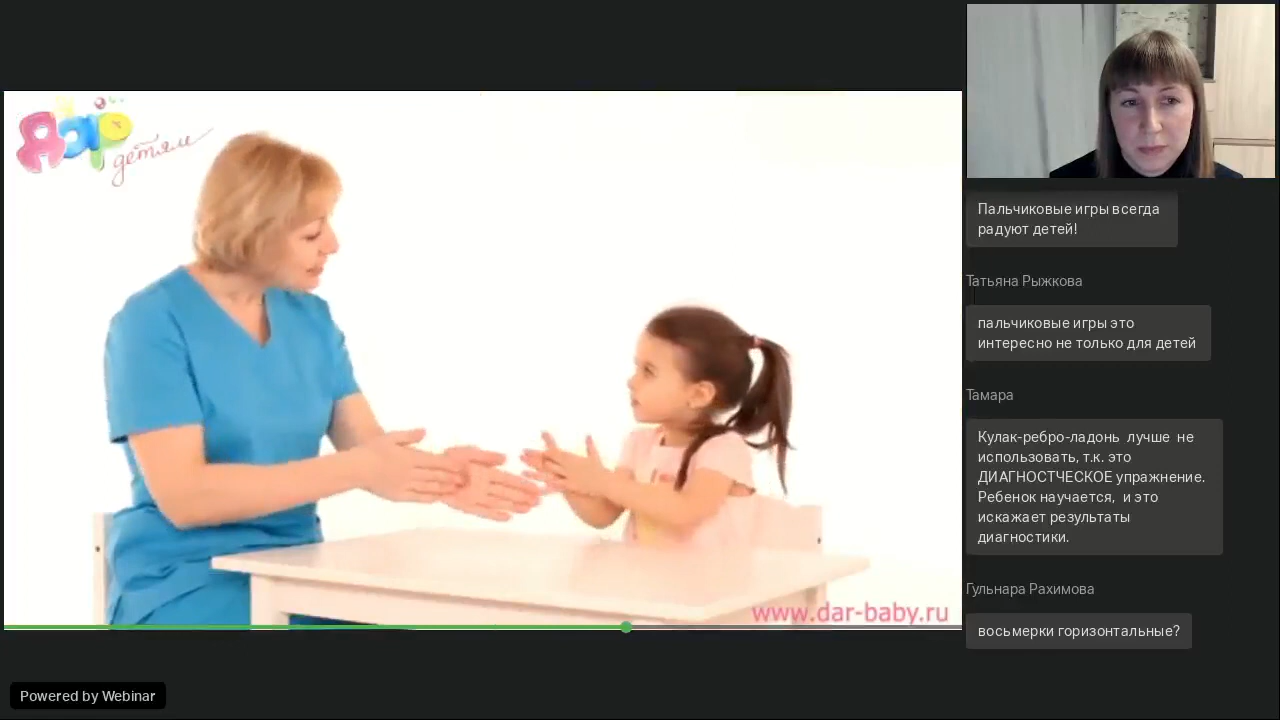 Дар
детям
www.dar-baby.ru
Powered by Webinar
Пальчиковые игры всегда
радуют детей!
Татьяна Рыжкова
пальчиковые игры это
интересно не только для детей
Тамара
Кулак-ребро-ладонь лучше не
использовать, т.к. это
ДИАГНОСТЧЕСКОЕ упражнение.
Ребенок научается, и это
искажает результаты
диагностики.
Гульнара Рахимова
восьмерки горизонтальные?